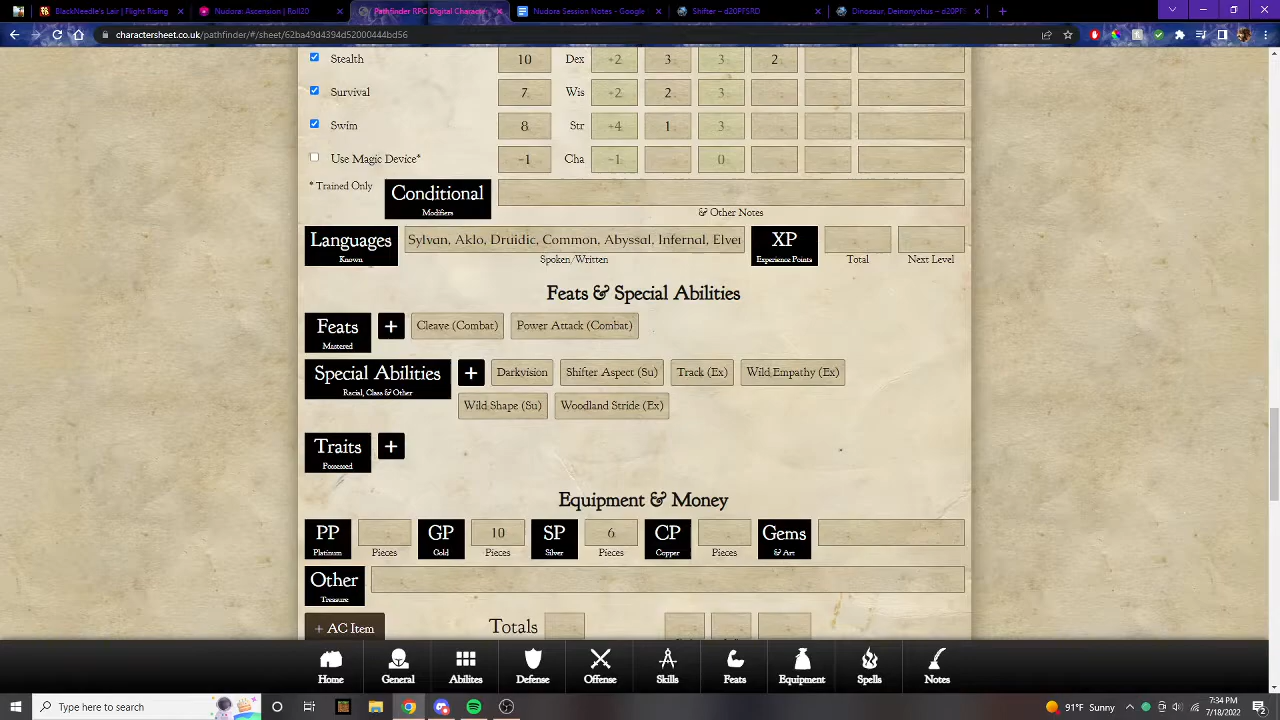 BlackNeedle's Lair | Flight Rising
Nudora: Ascension | Roll20
Pathfinder RPG Digital Character
Nudora Session Notes - Google
Shifter – d20PFSRD
Dinosaur, Deinonychus – d20PF
charactersheet.co.uk/pathfinder/#/sheet/62ba49d4394d52000444bd56
Stealth 10 Dex +2 3 3 2
Survival 7 Wis +2 2 3
Swim 8 Str +4 1 3
Use Magic Device* -1 Cha -1 0
* Trained Only Conditional
Modifiers & Other Notes
Languages Sylvan, Aklo, Druidic, Common, Abyssal, Infernal, Elven XP
Known Spoken/Written Experience Points Total Next Level
Feats & Special Abilities
Feats + Cleave (Combat) Power Attack (Combat)
Mastered
Special Abilities + Darkvision Shifter Aspect (Su) Track (Ex) Wild Empathy (Ex)
Racial, Class & Other
Wild Shape (Su) Woodland Stride (Ex)
Traits +
Possessed
Equipment & Money
PP GP 10 SP 6 CP Gems
Platinum Pieces Gold Pieces Silver Pieces Copper Pieces & Art
Other
Treasure
+ AC Item Totals
Home General Abilites Defense Offense Skills Feats Equipment Spells Notes
Type here to search
91°F Sunny
7:34 PM
7/18/2022